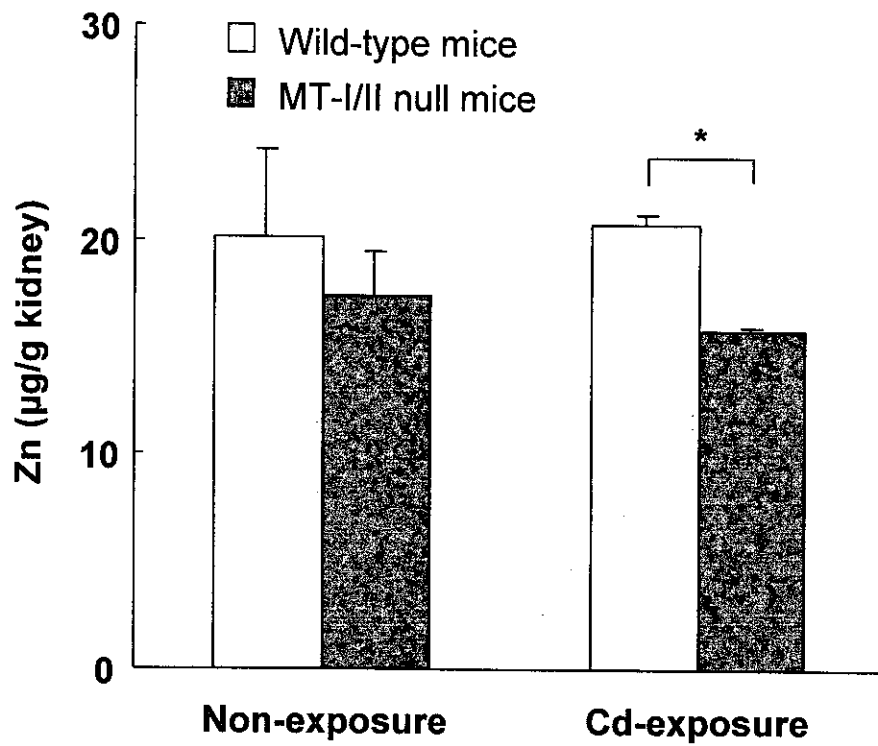 30
Wild-type mice
MT-I/II null mice
*
20
Zn (µg/g kidney)
10
0
Non-exposure
Cd-exposure